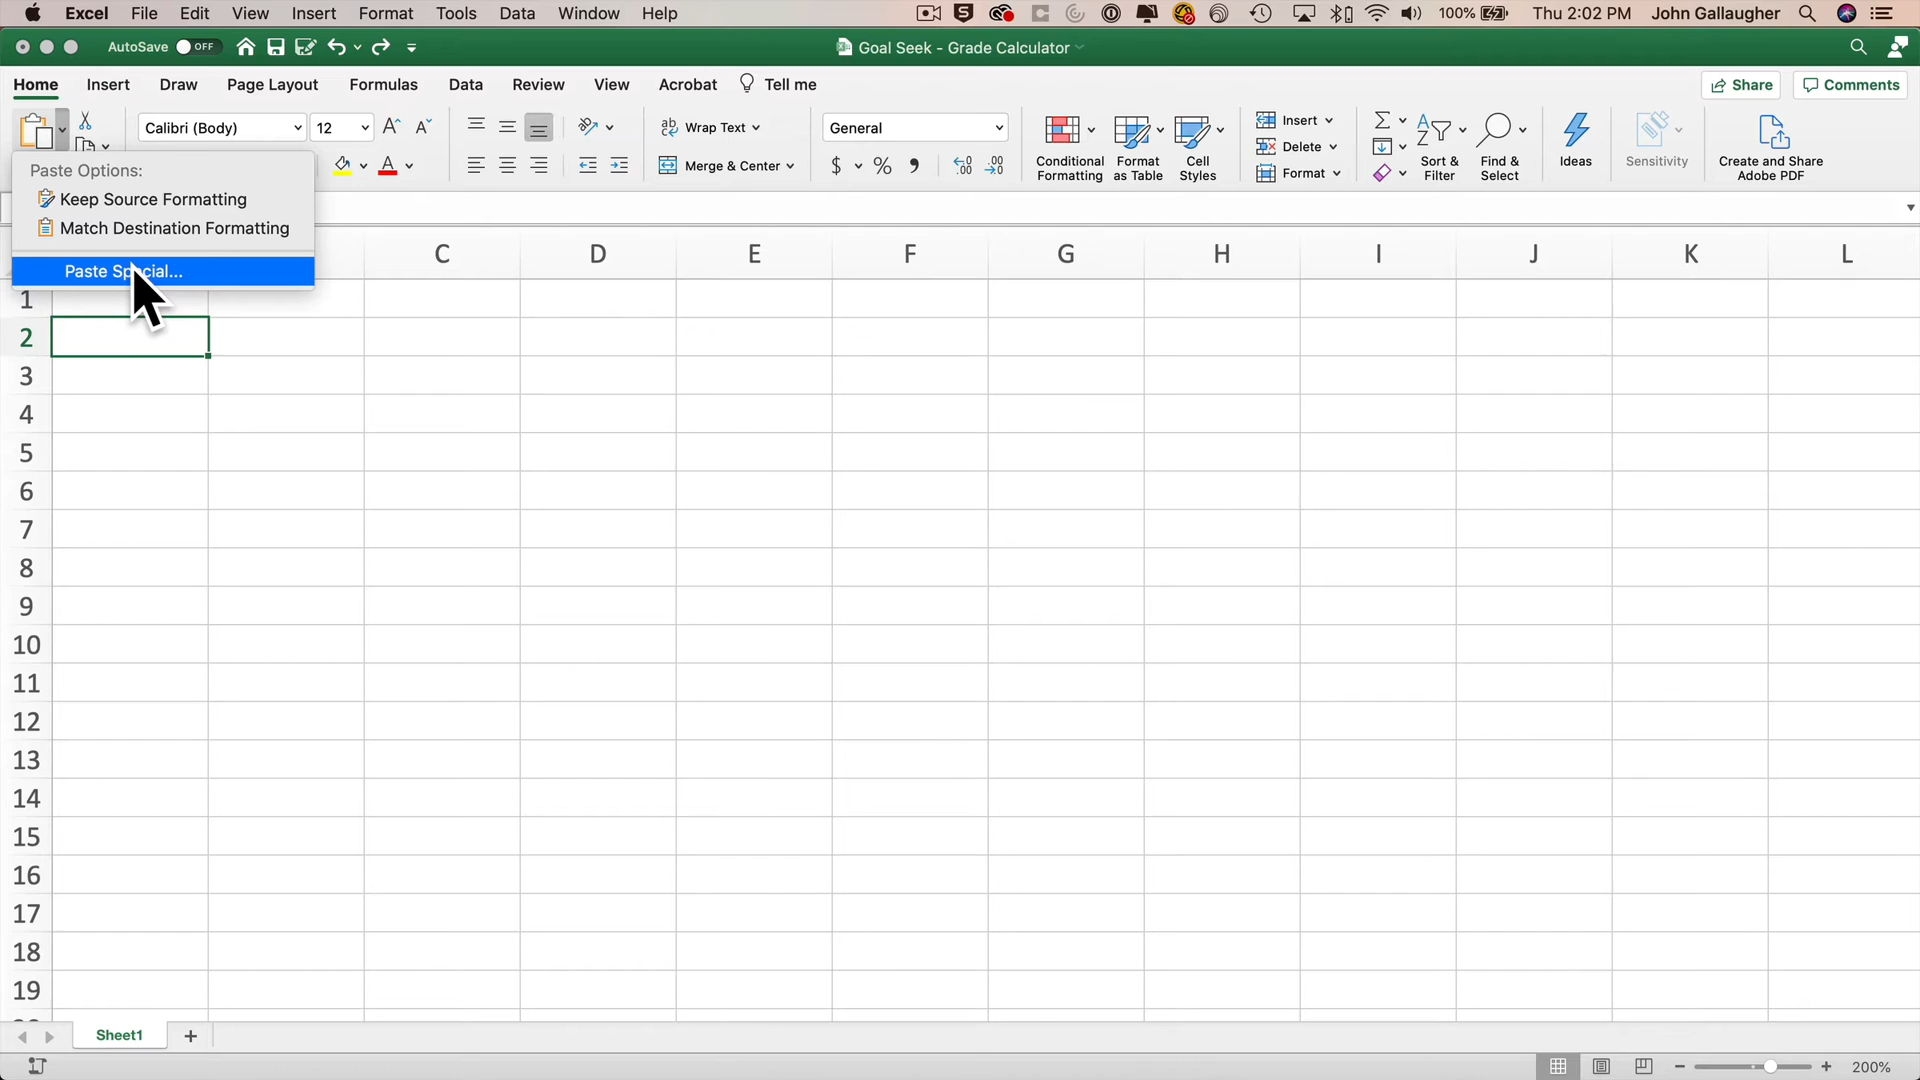 Excel File Edit View Insert Format Tools Data Window Help 100% Thu 2:02 PM John Gallaugher
AutoSave OFF Goal Seek - Grade Calculator
Home Insert Draw Page Layout Formulas Data Review View Acrobat Tell me Share Comments
Calibri (Body) 12 Wrap Text General Insert
Delete
Merge & Center Format
Conditional Formatting
Format as Table
Cell Styles
Sort & Filter
Find & Select
Ideas
Sensitivity
Create and Share Adobe PDF
Paste Options:
Keep Source Formatting
Match Destination Formatting
Paste Special...
C D E F G H I J K L
1
2
3
4
5
6
7
8
9
10
11
12
13
14
15
16
17
18
19
Sheet1
200%